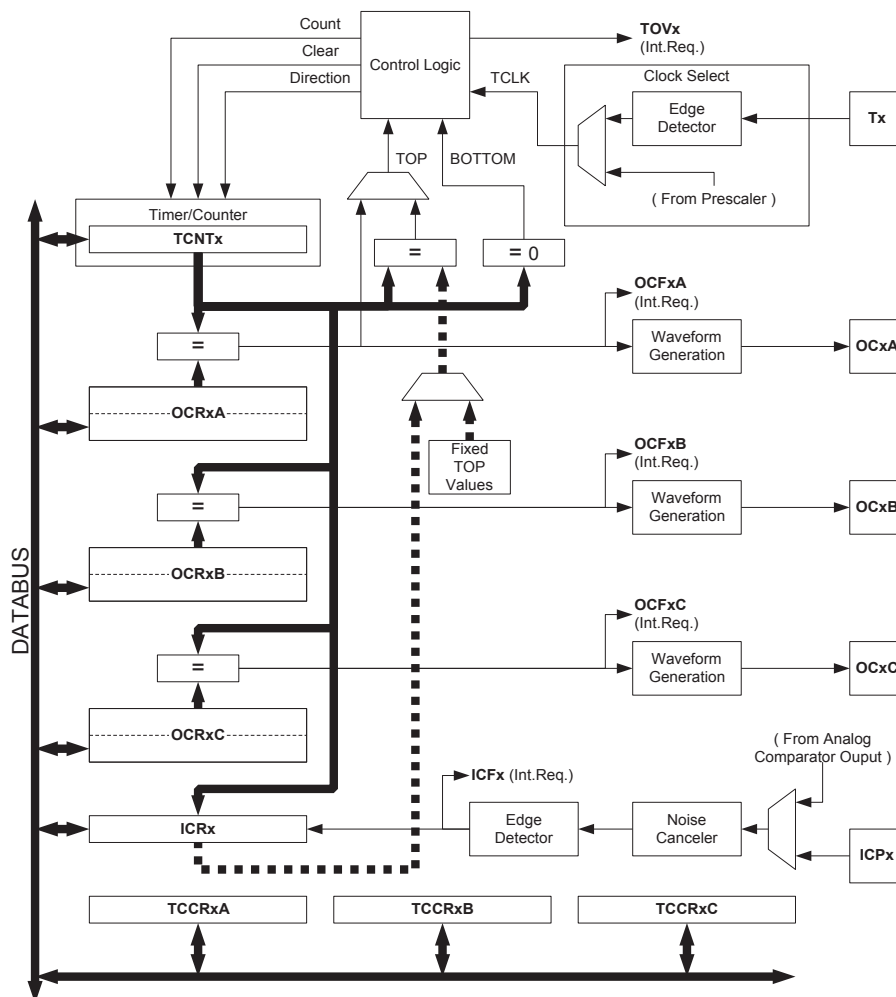 Count
Clear
Direction
Control Logic
TOVx
(Int.Req.)
TCLK
Clock Select
Edge
Detector
Tx
( From Prescaler )
TOP
BOTTOM
Timer/Counter
TCNTx
=
= 0
OCFxA
(Int.Req.)
=
Waveform
Generation
OCxA
OCRxA
Fixed
TOP
Values
OCFxB
(Int.Req.)
=
Waveform
Generation
OCxB
OCRxB
DATABUS
OCFxC
(Int.Req.)
=
Waveform
Generation
OCxC
OCRxC
( From Analog
Comparator Ouput )
ICFx (Int.Req.)
ICRx
Edge
Detector
Noise
Canceler
ICPx
TCCRxA
TCCRxB
TCCRxC